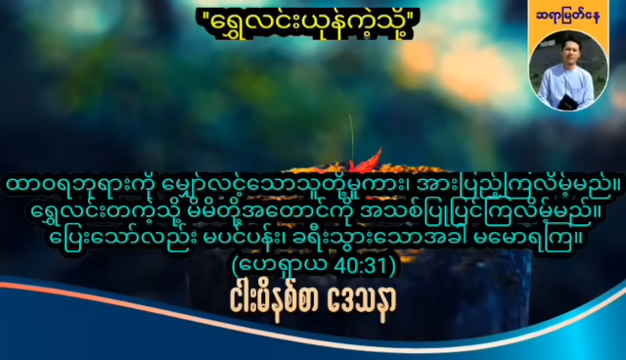 "ရွှေလင်းယုန်ကဲ့သို့"
ဆရာမြတ်နေ
ထာဝရဘုရားကို မျှော်လင့်သောသူတို့မူကား၊ အားပြည့်ကြလိမ့်မည်။
ရွှေလင်းတကဲ့သို့ မိမိတို့အတောင်ကို အသစ်ပြုပြင်ကြလိမ့်မည်။
ပြေးသော်လည်း မပင်ပန်း၊ ခရီးသွားသောအခါ မမောရကြ။
(ဟေရှာယ 40:31)
ငါးမိနစ်စာ ဒေသနာ